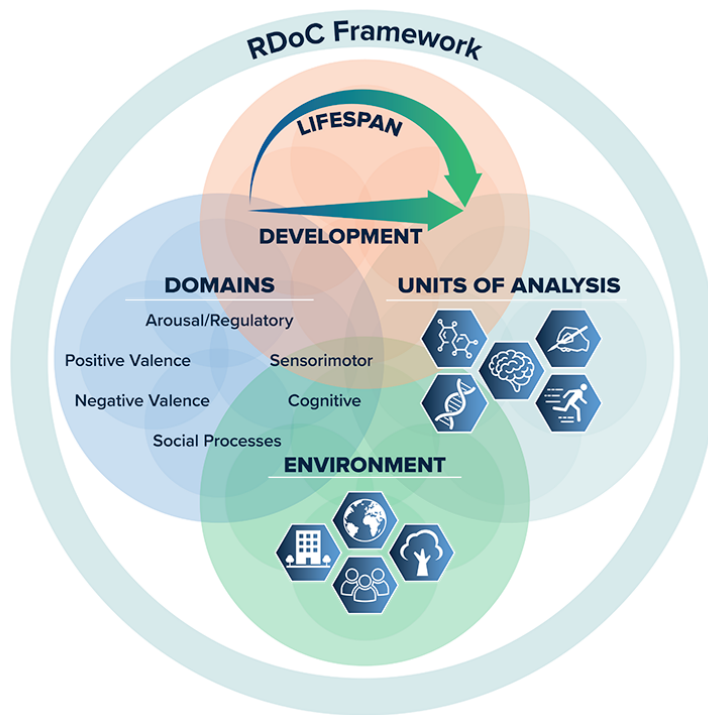 RDoC Framework
LIFESPAN
DEVELOPMENT
DOMAINS
Arousal/Regulatory
Positive Valence
Sensorimotor
Negative Valence
Cognitive
Social Processes
UNITS OF ANALYSIS
ENVIRONMENT